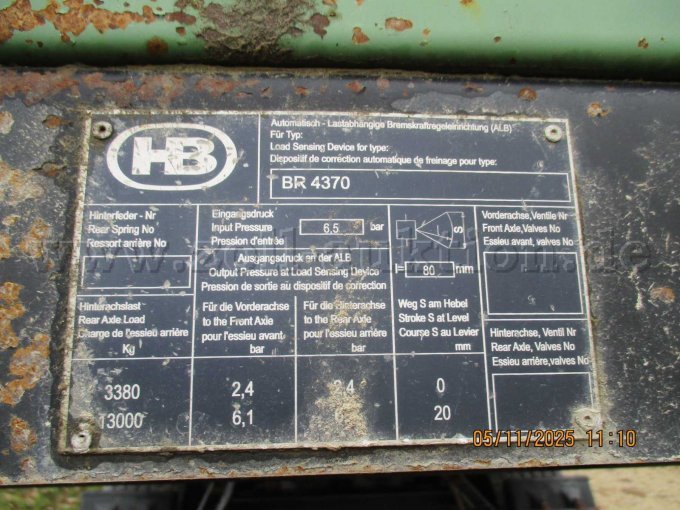 HB
Automatisch - Lastabhängige Bremskraftregeleinrichtung (ALB)
Für Typ:
Load Sensing Device for type:
Dispositif de correction automatique de freinage pour type:
BR 4370
Hinterfeder - Nr
Rear Spring No
Ressort arrière No
Eingangsdruck
Input Pressure
Pression d'entrée
6,5 bar
Ausgangsdruck an der ALB
Output Pressure at Load Sensing Device
Pression de sortie au dispositif de correction
S
l= 80 mm
Vorderachse, Ventile Nr
Front Axle, Valves No
Essieu avant, valves No
Hinterachslast
Rear Axle Load
Charge de l'essieu arrière
Kg
Für die Vorderachse
to the Front Axle
pour l'essieu avant
bar
Für die Hinterachse
to the Rear Axle
pour l'essieu arrière
bar
Weg S am Hebel
Stroke S at Level
Course S au Levier
mm
Hinterachse, Ventil Nr
Rear Axle, Valves No
Essieu arrière, valves No
3380 2,4 2,4 0
13000 6,1 20
www.zoll-auktion.de
05/11/2025 11:10